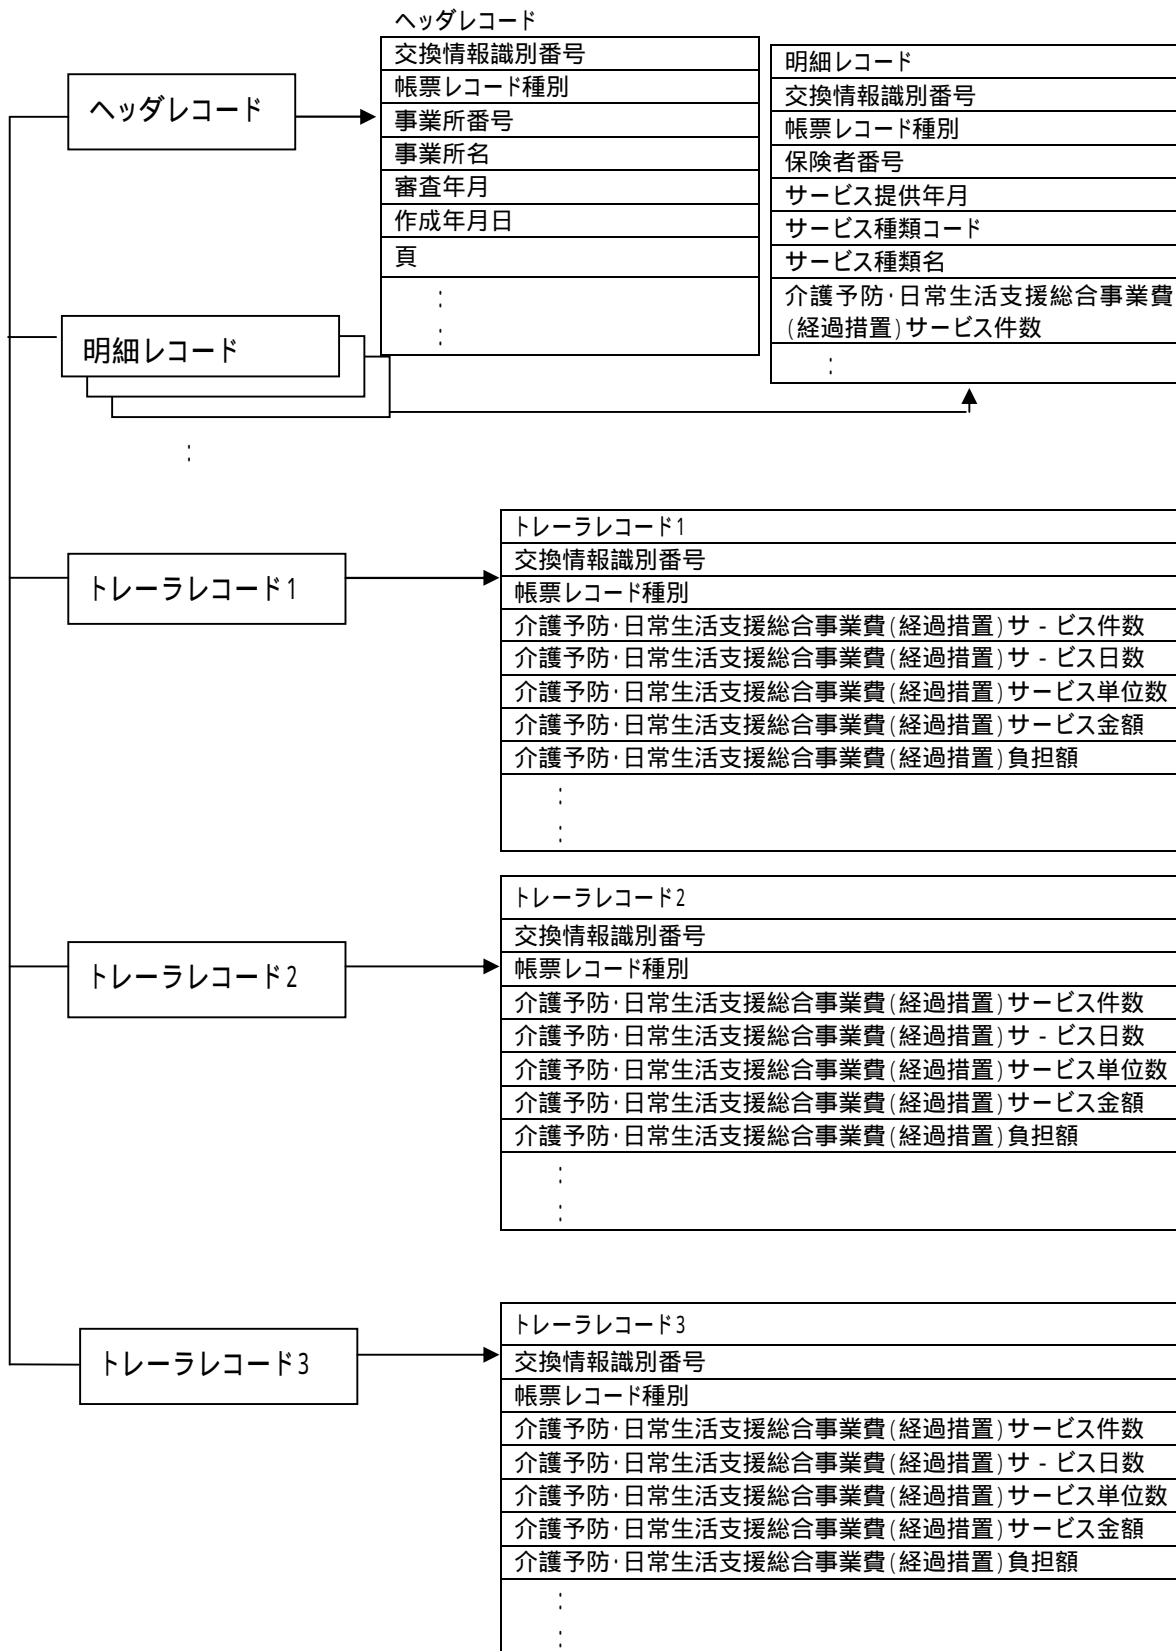 ヘッダレコード
ヘッダレコード
交換情報識別番号
帳票レコード種別
事業所番号
事業所名
審査年月
作成年月日
頁
:
:
明細レコード
明細レコード
交換情報識別番号
帳票レコード種別
保険者番号
サービス提供年月
サービス種類コード
サービス種類名
介護予防・日常生活支援総合事業費
(経過措置)サービス件数
:
:
トレーラレコード1
トレーラレコード1
交換情報識別番号
帳票レコード種別
介護予防・日常生活支援総合事業費(経過措置)サ-ビス件数
介護予防・日常生活支援総合事業費(経過措置)サ-ビス日数
介護予防・日常生活支援総合事業費(経過措置)サービス単位数
介護予防・日常生活支援総合事業費(経過措置)サービス金額
介護予防・日常生活支援総合事業費(経過措置)負担額
:
:
トレーラレコード2
トレーラレコード2
交換情報識別番号
帳票レコード種別
介護予防・日常生活支援総合事業費(経過措置)サービス件数
介護予防・日常生活支援総合事業費(経過措置)サ-ビス日数
介護予防・日常生活支援総合事業費(経過措置)サービス単位数
介護予防・日常生活支援総合事業費(経過措置)サービス金額
介護予防・日常生活支援総合事業費(経過措置)負担額
:
:
トレーラレコード3
トレーラレコード3
交換情報識別番号
帳票レコード種別
介護予防・日常生活支援総合事業費(経過措置)サービス件数
介護予防・日常生活支援総合事業費(経過措置)サ-ビス日数
介護予防・日常生活支援総合事業費(経過措置)サービス単位数
介護予防・日常生活支援総合事業費(経過措置)サービス金額
介護予防・日常生活支援総合事業費(経過措置)負担額
:
: